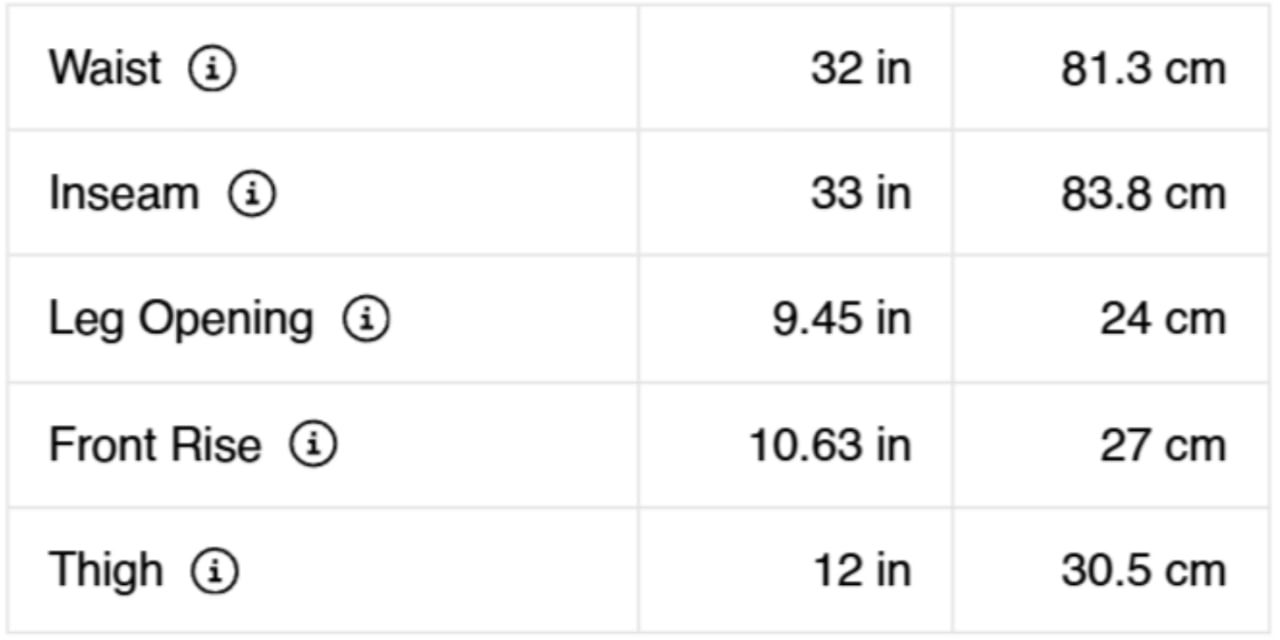 Waist 32 in 81.3 cm
Inseam 33 in 83.8 cm
Leg Opening 9.45 in 24 cm
Front Rise 10.63 in 27 cm
Thigh 12 in 30.5 cm